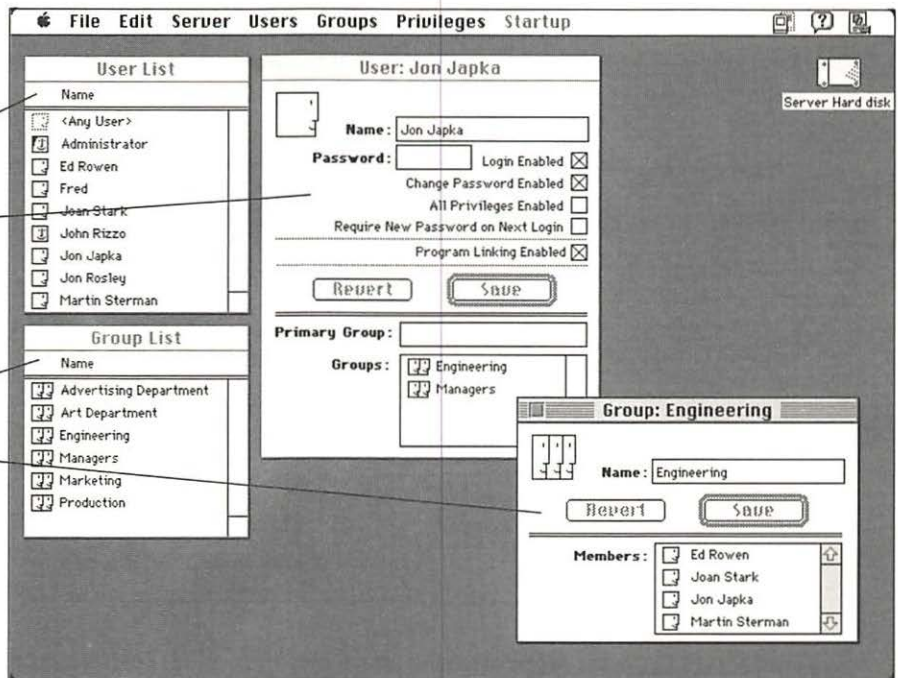 File Edit Server Users Groups Privileges Startup
Server Hard disk
User List
Name
<Any User>
Administrator
Ed Rowen
Fred
Joan Stark
John Rizzo
Jon Japka
Jon Rosley
Martin Sterman
Group List
Name
Advertising Department
Art Department
Engineering
Managers
Marketing
Production
User: Jon Japka
Name: Jon Japka
Password:
Login Enabled
Change Password Enabled
All Privileges Enabled
Require New Password on Next Login
Program Linking Enabled
Revert Save
Primary Group:
Groups: Engineering
Managers
Group: Engineering
Name: Engineering
Revert Save
Members: Ed Rowen
Joan Stark
Jon Japka
Martin Sterman